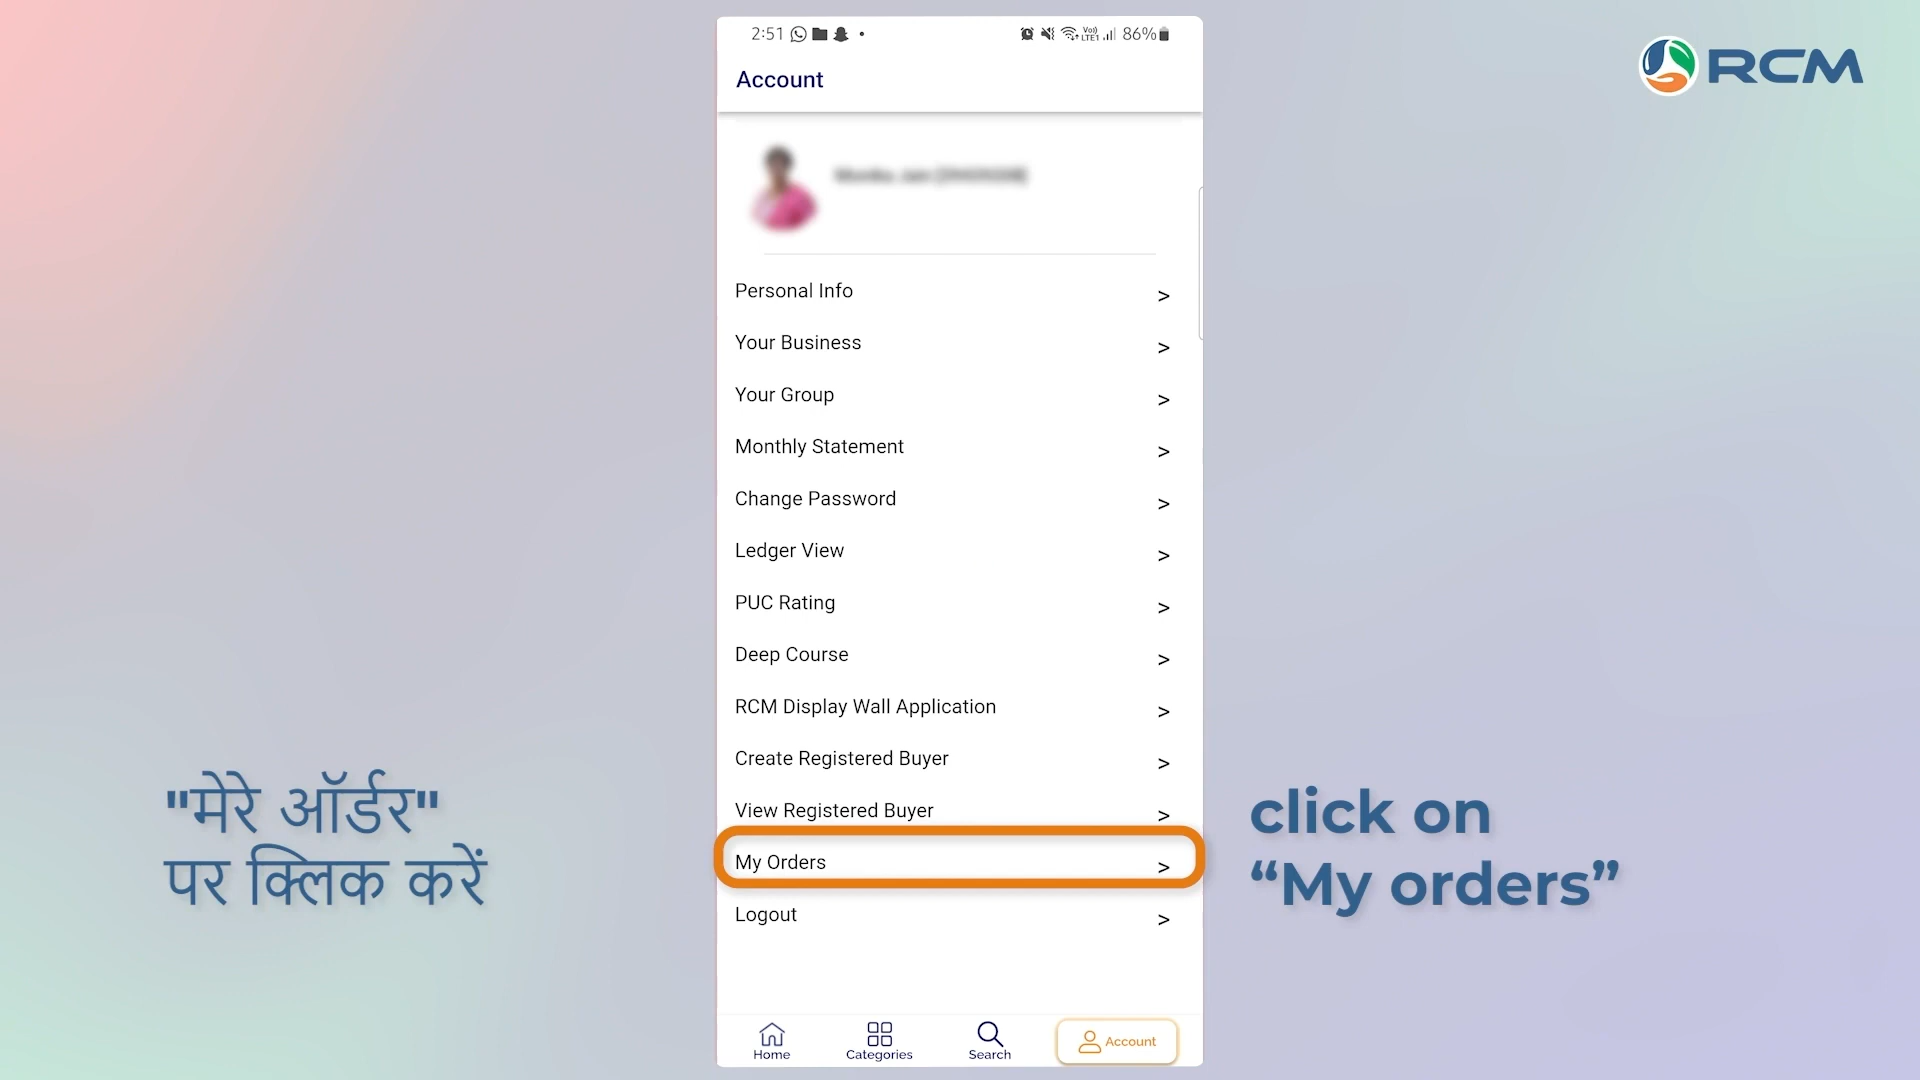 2:51
86%
RCM
Account
Personal Info >
Your Business >
Your Group >
Monthly Statement >
Change Password >
Ledger View >
PUC Rating >
Deep Course >
RCM Display Wall Application >
Create Registered Buyer >
View Registered Buyer >
My Orders >
Logout >
"मेरे ऑर्डर"
पर क्लिक करें
click on
“My orders”
Home
Categories
Search
Account